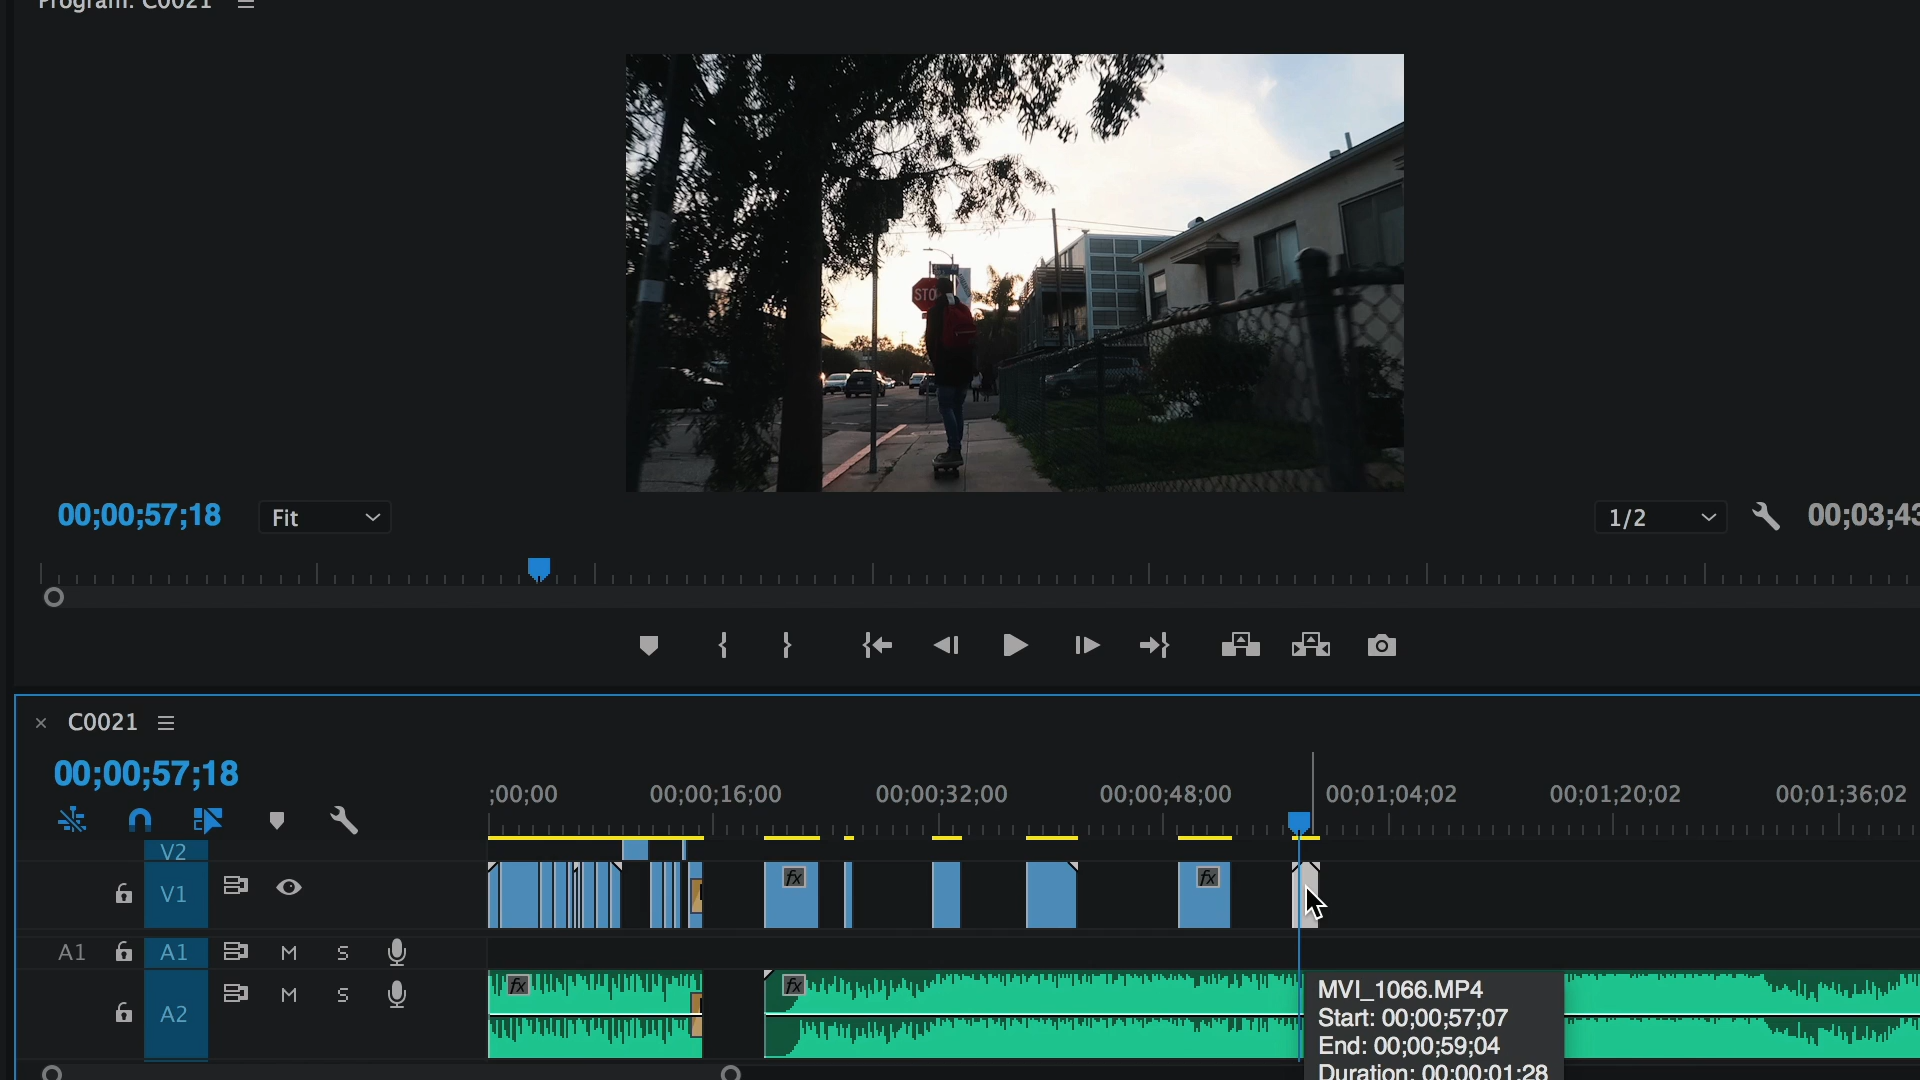 Program: C0021
STO
00;00;57;18
Fit
1/2
00;03;43
C0021
00;00;57;18
;00;00
00;00;16;00
00;00;32;00
00;00;48;00
00;01;04;02
00;01;20;02
00;01;36;02
V2
V1
fx
fx
A1
A1
M
S
A2
M
S
fx
fx
MVI_1066.MP4
Start: 00;00;57;07
End: 00;00;59;04
Duration: 00;00;01;28